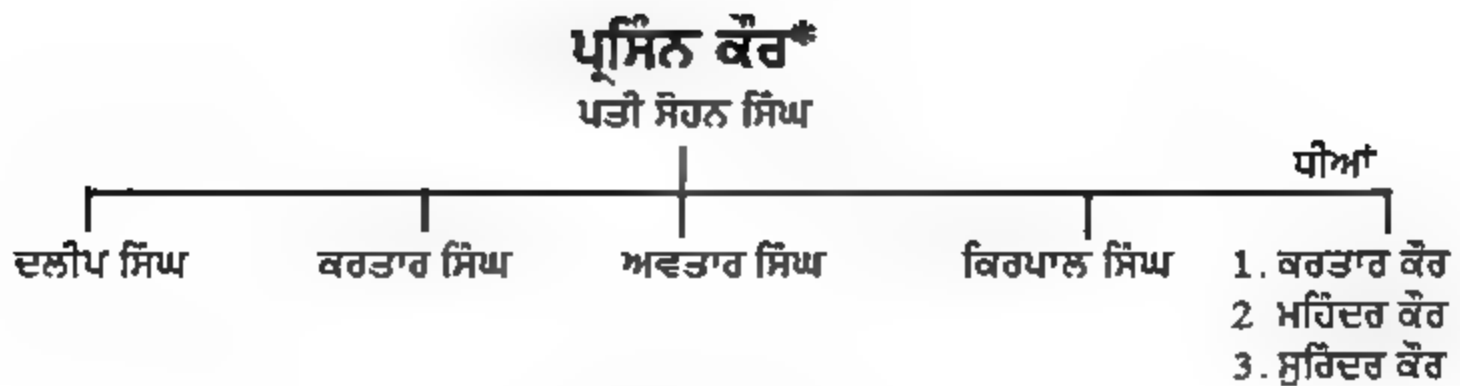 ਪ੍ਰਸਿੰਨ ਕੌਰ*
ਪਤੀ ਸੋਹਨ ਸਿੰਘ
ਧੀਆਂ
ਦਲੀਪ ਸਿੰਘ ਕਰਤਾਰ ਸਿੰਘ ਅਵਤਾਰ ਸਿੰਘ ਕਿਰਪਾਲ ਸਿੰਘ 1. ਕਰਤਾਰ ਕੌਰ
2 ਮਹਿੰਦਰ ਕੌਰ
3. ਸੁਰਿੰਦਰ ਕੌਰ